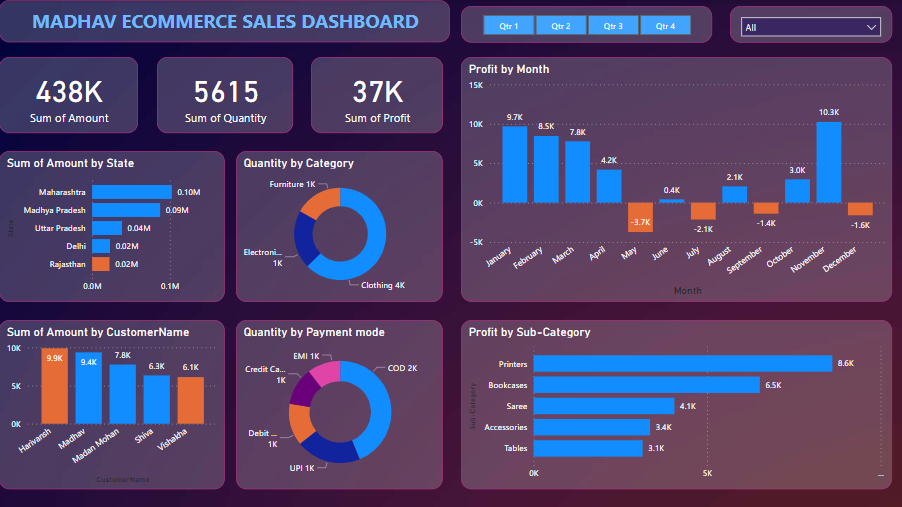 MADHAV ECOMMERCE SALES DASHBOARD
Qtr 1
Qtr 2
Qtr 3
Qtr 4
All
438K
Sum of Amount
5615
Sum of Quantity
37K
Sum of Profit
Profit by Month
15K
10K
5K
0K
-5K
9.7K
8.5K
7.8K
4.2K
-3.7K
0.4K
-2.1K
2.1K
-1.4K
3.0K
10.3K
-1.6K
January
February
March
April
May
June
July
August
September
October
November
December
Month
Sum of Amount by State
State
Maharashtra
0.10M
Madhya Pradesh
0.09M
Uttar Pradesh
0.04M
Delhi
0.02M
Rajasthan
0.02M
0.0M
0.1M
Quantity by Category
Furniture 1K
Electroni...
1K
Clothing 4K
Sum of Amount by CustomerName
10K
5K
0K
9.9K
9.4K
7.8K
6.3K
6.1K
Harivansh
Madhav
Madan Mohan
Shiva
Vishakha
CustomerName
Quantity by Payment mode
EMI 1K
Credit Ca...
1K
Debit ...
1K
UPI 1K
COD 2K
Profit by Sub-Category
Sub-Category
Printers
8.6K
Bookcases
6.5K
Saree
4.1K
Accessories
3.4K
Tables
3.1K
0K
5K
...